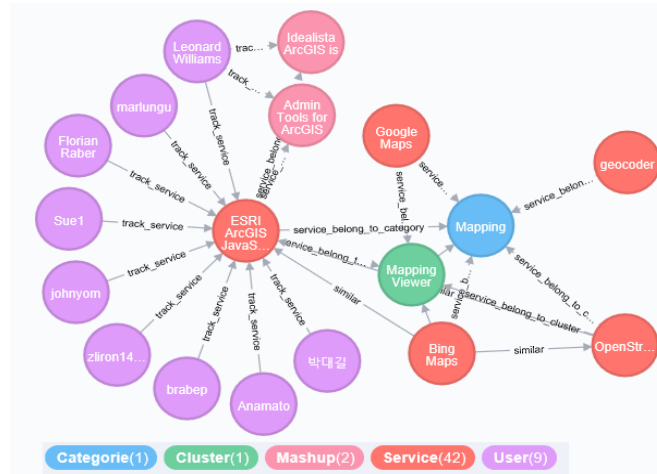 Idealista
ArcGIS is
Leonard
Williams
trac...
track_...
marlungu
Admin
Tools for
ArcGIS
track_service
Google
Maps
Florian
Raber
track_service
geocoder
service_belong
service_...
service...
track_service
service_bel...
service_belon...
Sue1
track_service
ESRI
ArcGIS
JavaS...
service_belong_to_category
Mapping
johnyom
track_service
service_belong_t...
Mapping
Viewer
service_belong_to_c...
service_b...
service_belong_to_cluster
track_service
track_service
track_service
track_service
similar
zliron14...
박대길
Bing
Maps
similar
OpenStr...
brabep
Anamato
Categorie(1)
Cluster(1)
Mashup(2)
Service(42)
User(9)